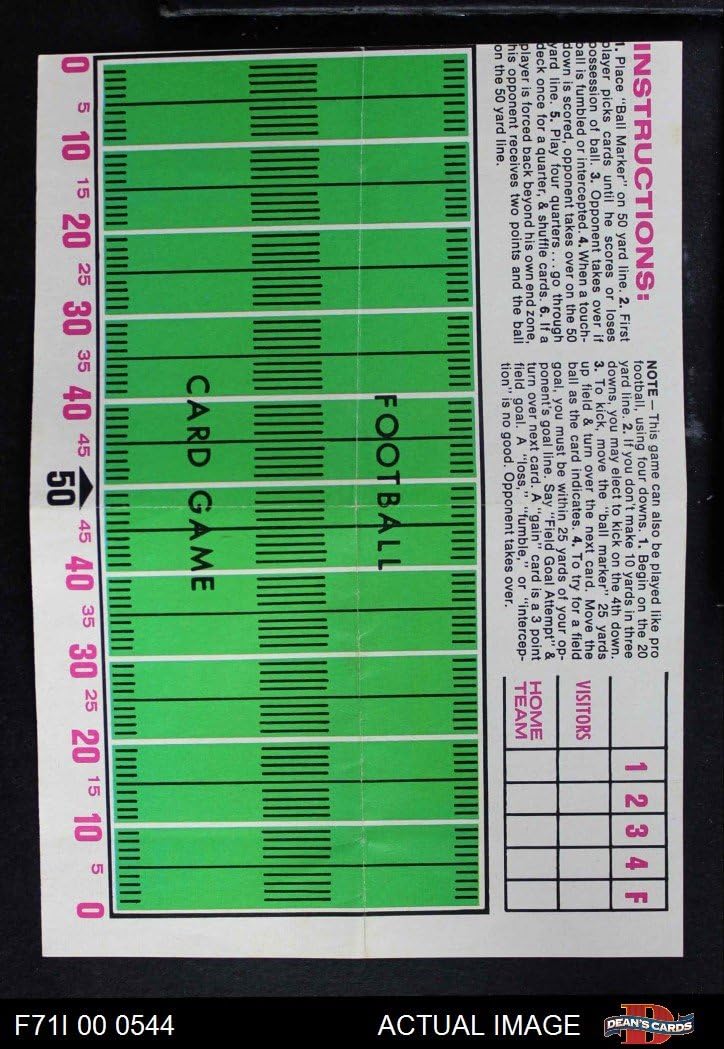 INSTRUCTIONS:
1. Place "Ball Marker' on 50 yard line. 2. First
player picks cards until he scores or loses
possession of ball. 3. Opponent takes over if
ball is fumbled or intercepted. 4. When a touch-
down is scored, opponent takes over on the 50
yard line. 5. Play four quarters... go through
deck once for a quarter, & shuffle cards. 6. If a
player is forced back beyond his own end zone,
his opponent receives two points and the ball
on the 50 yard line.
NOTE — This game can also be played like pro
football, using four downs. 1. Begin on the 20
yard line. 2. If you don't make 10 yards in three
downs, you may elect to kick on the 4th down.
3. To kick, move the "ball marker" 25 yards
up field & turn over the next card. Move the
ball as the card indicates. 4. To try for a field
goal, you must be within 25 yards of your op-
ponent's goal line. Say "Field Goal Attempt" &
turn over next card. A "gain" card is a 3 point
field goal. A "loss," "fumble," or "intercep-
tion" is no good. Opponent takes over.
1 2 3 4 F
VISITORS
HOME
TEAM
FOOTBALL
CARD GAME
0 5 10 15 20 25 30 35 40 45 50 45 40 35 30 25 20 15 10 5 0
F71I 00 0544
ACTUAL IMAGE
D
DEAN'S CARDS